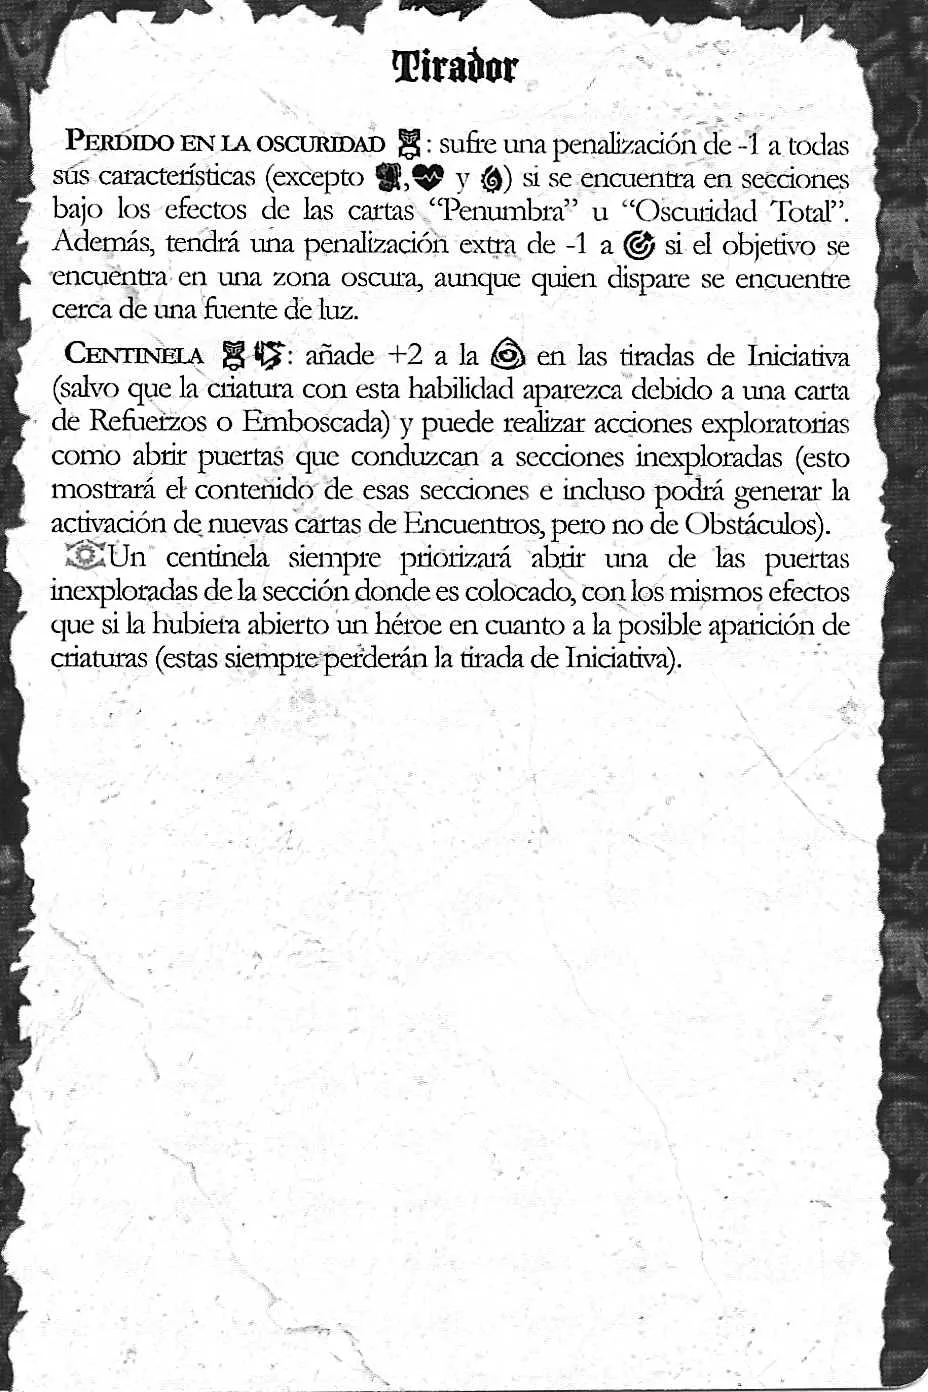 Tirador
PERDIDO EN LA OSCURIDAD : sufre una penalización de -1 a todas
sus características (excepto , y ) si se encuentra en secciones
bajo los efectos de las cartas “Penumbra” u “Oscuridad Total”.
Además, tendrá una penalización extra de -1 a si el objetivo se
encuentra en una zona oscura, aunque quien dispare se encuentre
cerca de una fuente de luz.
CENTINELA : añade +2 a la en las tiradas de Iniciativa
(salvo que la criatura con esta habilidad aparezca debido a una carta
de Refuerzos o Emboscada) y puede realizar acciones exploratorias
como abrir puertas que conduzcan a secciones inexploradas (esto
mostrará el contenido de esas secciones e incluso podrá generar la
activación de nuevas cartas de Encuentros, pero no de Obstáculos).
Un centinela siempre priorizará abrir una de las puertas
inexploradas de la sección donde es colocado, con los mismos efectos
que si la hubiera abierto un héroe en cuanto a la posible aparición de
criaturas (estas siempre perderán la tirada de Iniciativa).